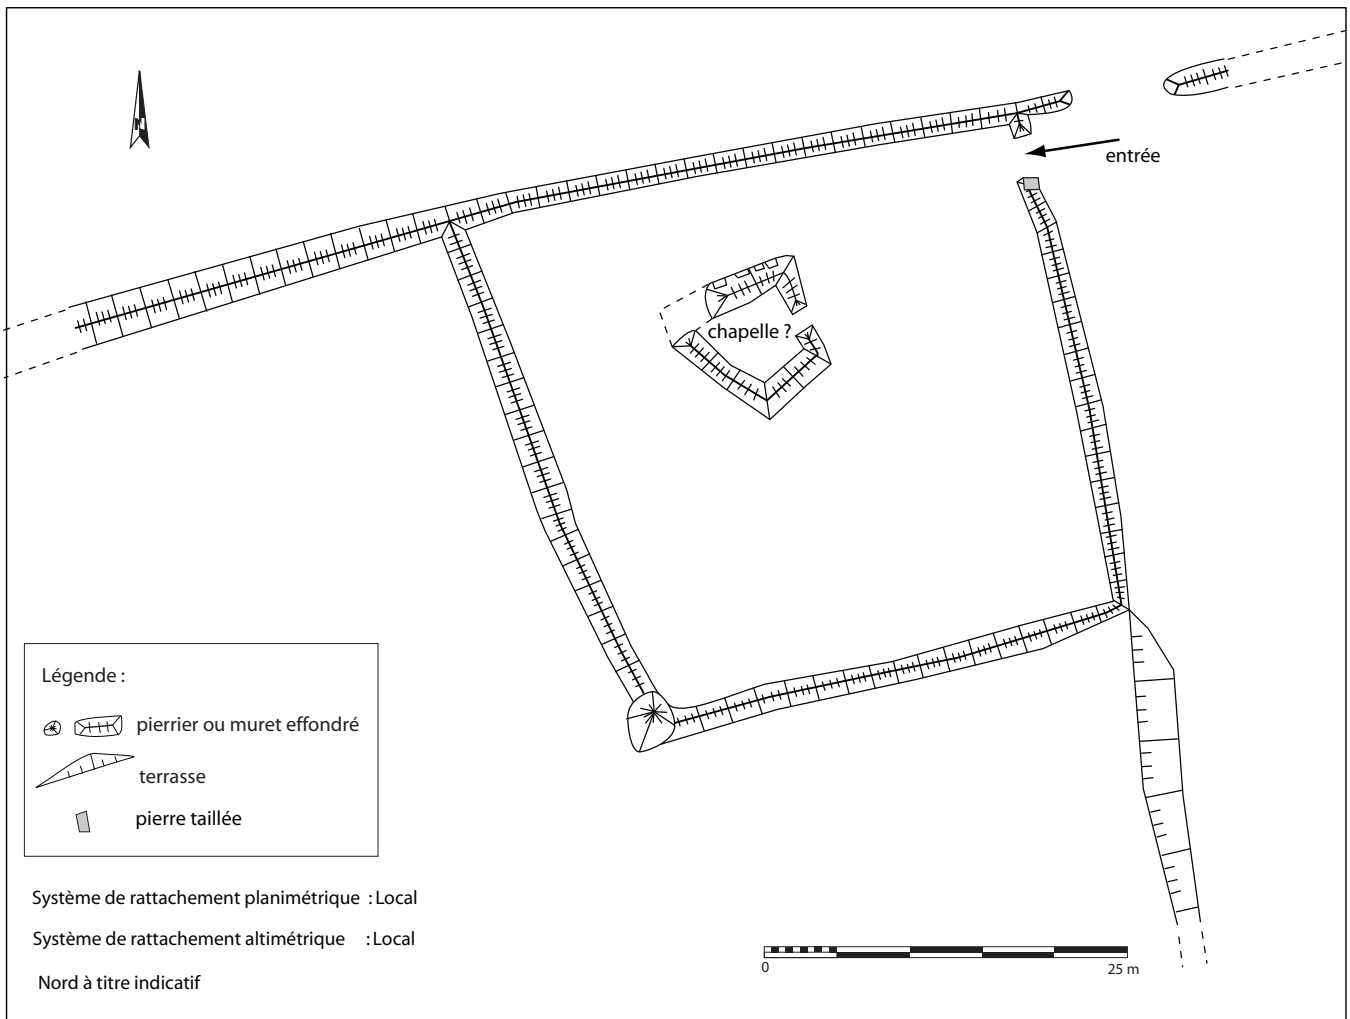 N
entrée
chapelle ?
Légende :
pierrier ou muret effondré
terrasse
pierre taillée
Système de rattachement planimétrique : Local
Système de rattachement altimétrique : Local
Nord à titre indicatif
0 25 m